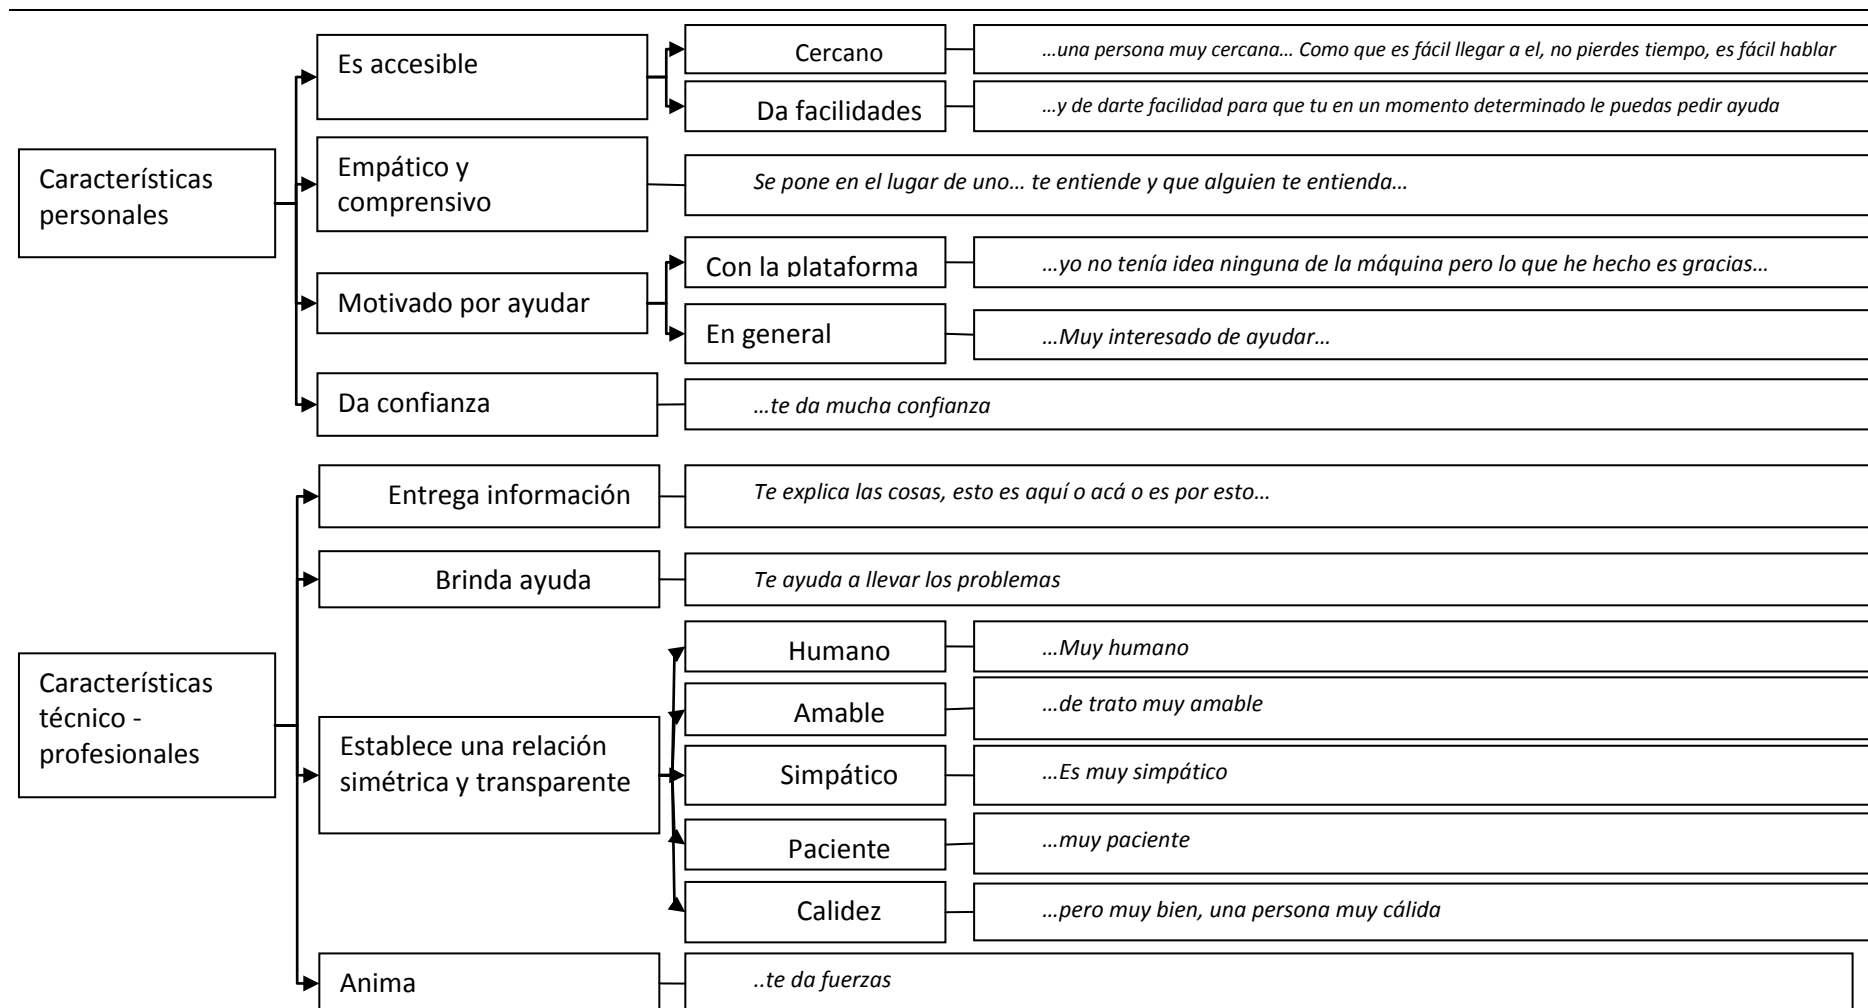 Características
personales
Es accesible
Cercano
...una persona muy cercana... Como que es fácil llegar a el, no pierdes tiempo, es fácil hablar
Da facilidades
...y de darte facilidad para que tu en un momento determinado le puedas pedir ayuda
Empático y
comprensivo
Se pone en el lugar de uno... te entiende y que alguien te entienda...
Motivado por ayudar
Con la plataforma
...yo no tenía idea ninguna de la máquina pero lo que he hecho es gracias...
En general
...Muy interesado de ayudar...
Da confianza
...te da mucha confianza
Características
técnico -
profesionales
Entrega información
Te explica las cosas, esto es aquí o acá o es por esto...
Brinda ayuda
Te ayuda a llevar los problemas
Establece una relación
simétrica y transparente
Humano
...Muy humano
Amable
...de trato muy amable
Simpático
...Es muy simpático
Paciente
...muy paciente
Calidez
...pero muy bien, una persona muy cálida
Anima
..te da fuerzas